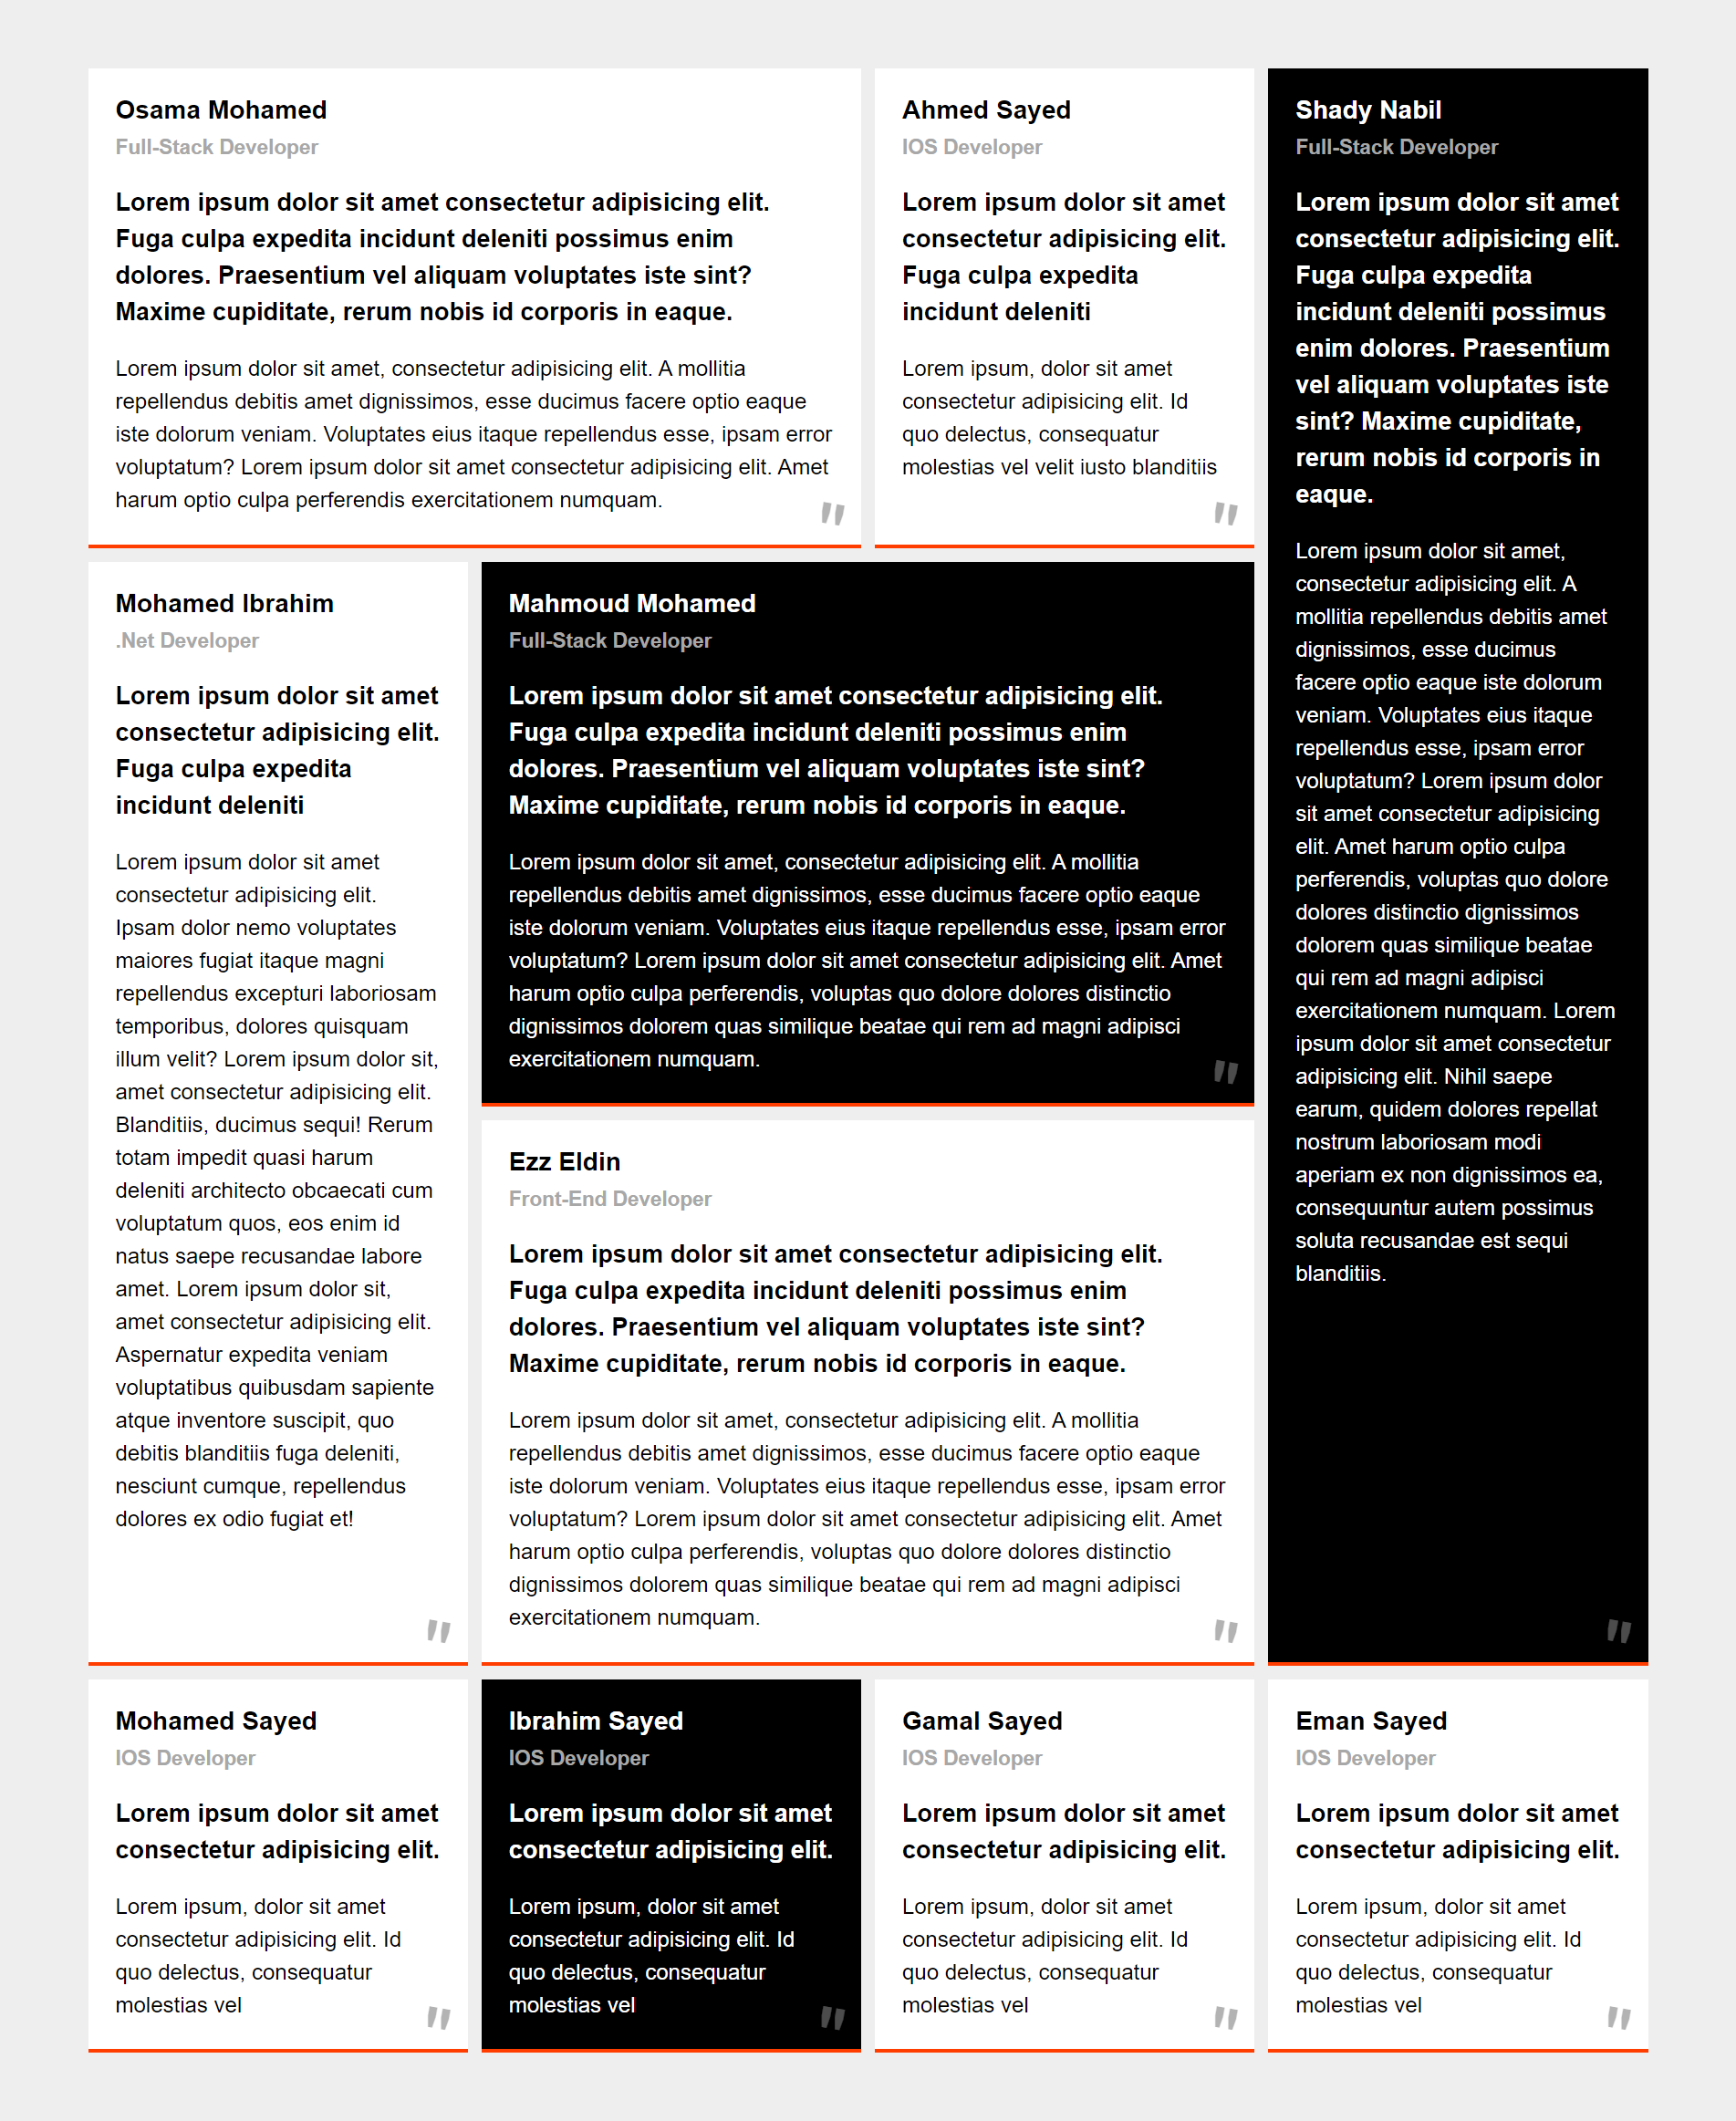 Osama Mohamed
Full-Stack Developer
Lorem ipsum dolor sit amet consectetur adipisicing elit.
Fuga culpa expedita incidunt deleniti possimus enim
dolores. Praesentium vel aliquam voluptates iste sint?
Maxime cupiditate, rerum nobis id corporis in eaque.
Lorem ipsum dolor sit amet, consectetur adipisicing elit. A mollitia
repellendus debitis amet dignissimos, esse ducimus facere optio eaque
iste dolorum veniam. Voluptates eius itaque repellendus esse, ipsam error
voluptatum? Lorem ipsum dolor sit amet consectetur adipisicing elit. Amet
harum optio culpa perferendis exercitationem numquam.
"
Ahmed Sayed
IOS Developer
Lorem ipsum dolor sit amet
consectetur adipisicing elit.
Fuga culpa expedita
incidunt deleniti
Lorem ipsum, dolor sit amet
consectetur adipisicing elit. Id
quo delectus, consequatur
molestias vel velit iusto blanditiis
"
Shady Nabil
Full-Stack Developer
Lorem ipsum dolor sit amet
consectetur adipisicing elit.
Fuga culpa expedita
incidunt deleniti possimus
enim dolores. Praesentium
vel aliquam voluptates iste
sint? Maxime cupiditate,
rerum nobis id corporis in
eaque.
Lorem ipsum dolor sit amet,
consectetur adipisicing elit. A
mollitia repellendus debitis amet
dignissimos, esse ducimus
facere optio eaque iste dolorum
veniam. Voluptates eius itaque
repellendus esse, ipsam error
voluptatum? Lorem ipsum dolor
sit amet consectetur adipisicing
elit. Amet harum optio culpa
perferendis, voluptas quo dolore
dolores distinctio dignissimos
dolorem quas similique beatae
qui rem ad magni adipisci
exercitationem numquam. Lorem
ipsum dolor sit amet consectetur
adipisicing elit. Nihil saepe
earum, quidem dolores repellat
nostrum laboriosam modi
aperiam ex non dignissimos ea,
consequuntur autem possimus
soluta recusandae est sequi
blanditiis.
"
Mohamed Ibrahim
.Net Developer
Lorem ipsum dolor sit amet
consectetur adipisicing elit.
Fuga culpa expedita
incidunt deleniti
Lorem ipsum dolor sit amet
consectetur adipisicing elit.
Ipsam dolor nemo voluptates
maiores fugiat itaque magni
repellendus excepturi laboriosam
temporibus, dolores quisquam
illum velit? Lorem ipsum dolor sit,
amet consectetur adipisicing elit.
Blanditiis, ducimus sequi! Rerum
totam impedit quasi harum
deleniti architecto obcaecati cum
voluptatum quos, eos enim id
natus saepe recusandae labore
amet. Lorem ipsum dolor sit,
amet consectetur adipisicing elit.
Aspernatur expedita veniam
voluptatibus quibusdam sapiente
atque inventore suscipit, quo
debitis blanditiis fuga deleniti,
nesciunt cumque, repellendus
dolores ex odio fugiat et!
"
Mahmoud Mohamed
Full-Stack Developer
Lorem ipsum dolor sit amet consectetur adipisicing elit.
Fuga culpa expedita incidunt deleniti possimus enim
dolores. Praesentium vel aliquam voluptates iste sint?
Maxime cupiditate, rerum nobis id corporis in eaque.
Lorem ipsum dolor sit amet, consectetur adipisicing elit. A mollitia
repellendus debitis amet dignissimos, esse ducimus facere optio eaque
iste dolorum veniam. Voluptates eius itaque repellendus esse, ipsam error
voluptatum? Lorem ipsum dolor sit amet consectetur adipisicing elit. Amet
harum optio culpa perferendis, voluptas quo dolore dolores distinctio
dignissimos dolorem quas similique beatae qui rem ad magni adipisci
exercitationem numquam.
"
Ezz Eldin
Front-End Developer
Lorem ipsum dolor sit amet consectetur adipisicing elit.
Fuga culpa expedita incidunt deleniti possimus enim
dolores. Praesentium vel aliquam voluptates iste sint?
Maxime cupiditate, rerum nobis id corporis in eaque.
Lorem ipsum dolor sit amet, consectetur adipisicing elit. A mollitia
repellendus debitis amet dignissimos, esse ducimus facere optio eaque
iste dolorum veniam. Voluptates eius itaque repellendus esse, ipsam error
voluptatum? Lorem ipsum dolor sit amet consectetur adipisicing elit. Amet
harum optio culpa perferendis, voluptas quo dolore dolores distinctio
dignissimos dolorem quas similique beatae qui rem ad magni adipisci
exercitationem numquam.
"
Mohamed Sayed
IOS Developer
Lorem ipsum dolor sit amet
consectetur adipisicing elit.
Lorem ipsum, dolor sit amet
consectetur adipisicing elit. Id
quo delectus, consequatur
molestias vel
"
Ibrahim Sayed
IOS Developer
Lorem ipsum dolor sit amet
consectetur adipisicing elit.
Lorem ipsum, dolor sit amet
consectetur adipisicing elit. Id
quo delectus, consequatur
molestias vel
"
Gamal Sayed
IOS Developer
Lorem ipsum dolor sit amet
consectetur adipisicing elit.
Lorem ipsum, dolor sit amet
consectetur adipisicing elit. Id
quo delectus, consequatur
molestias vel
"
Eman Sayed
IOS Developer
Lorem ipsum dolor sit amet
consectetur adipisicing elit.
Lorem ipsum, dolor sit amet
consectetur adipisicing elit. Id
quo delectus, consequatur
molestias vel
"